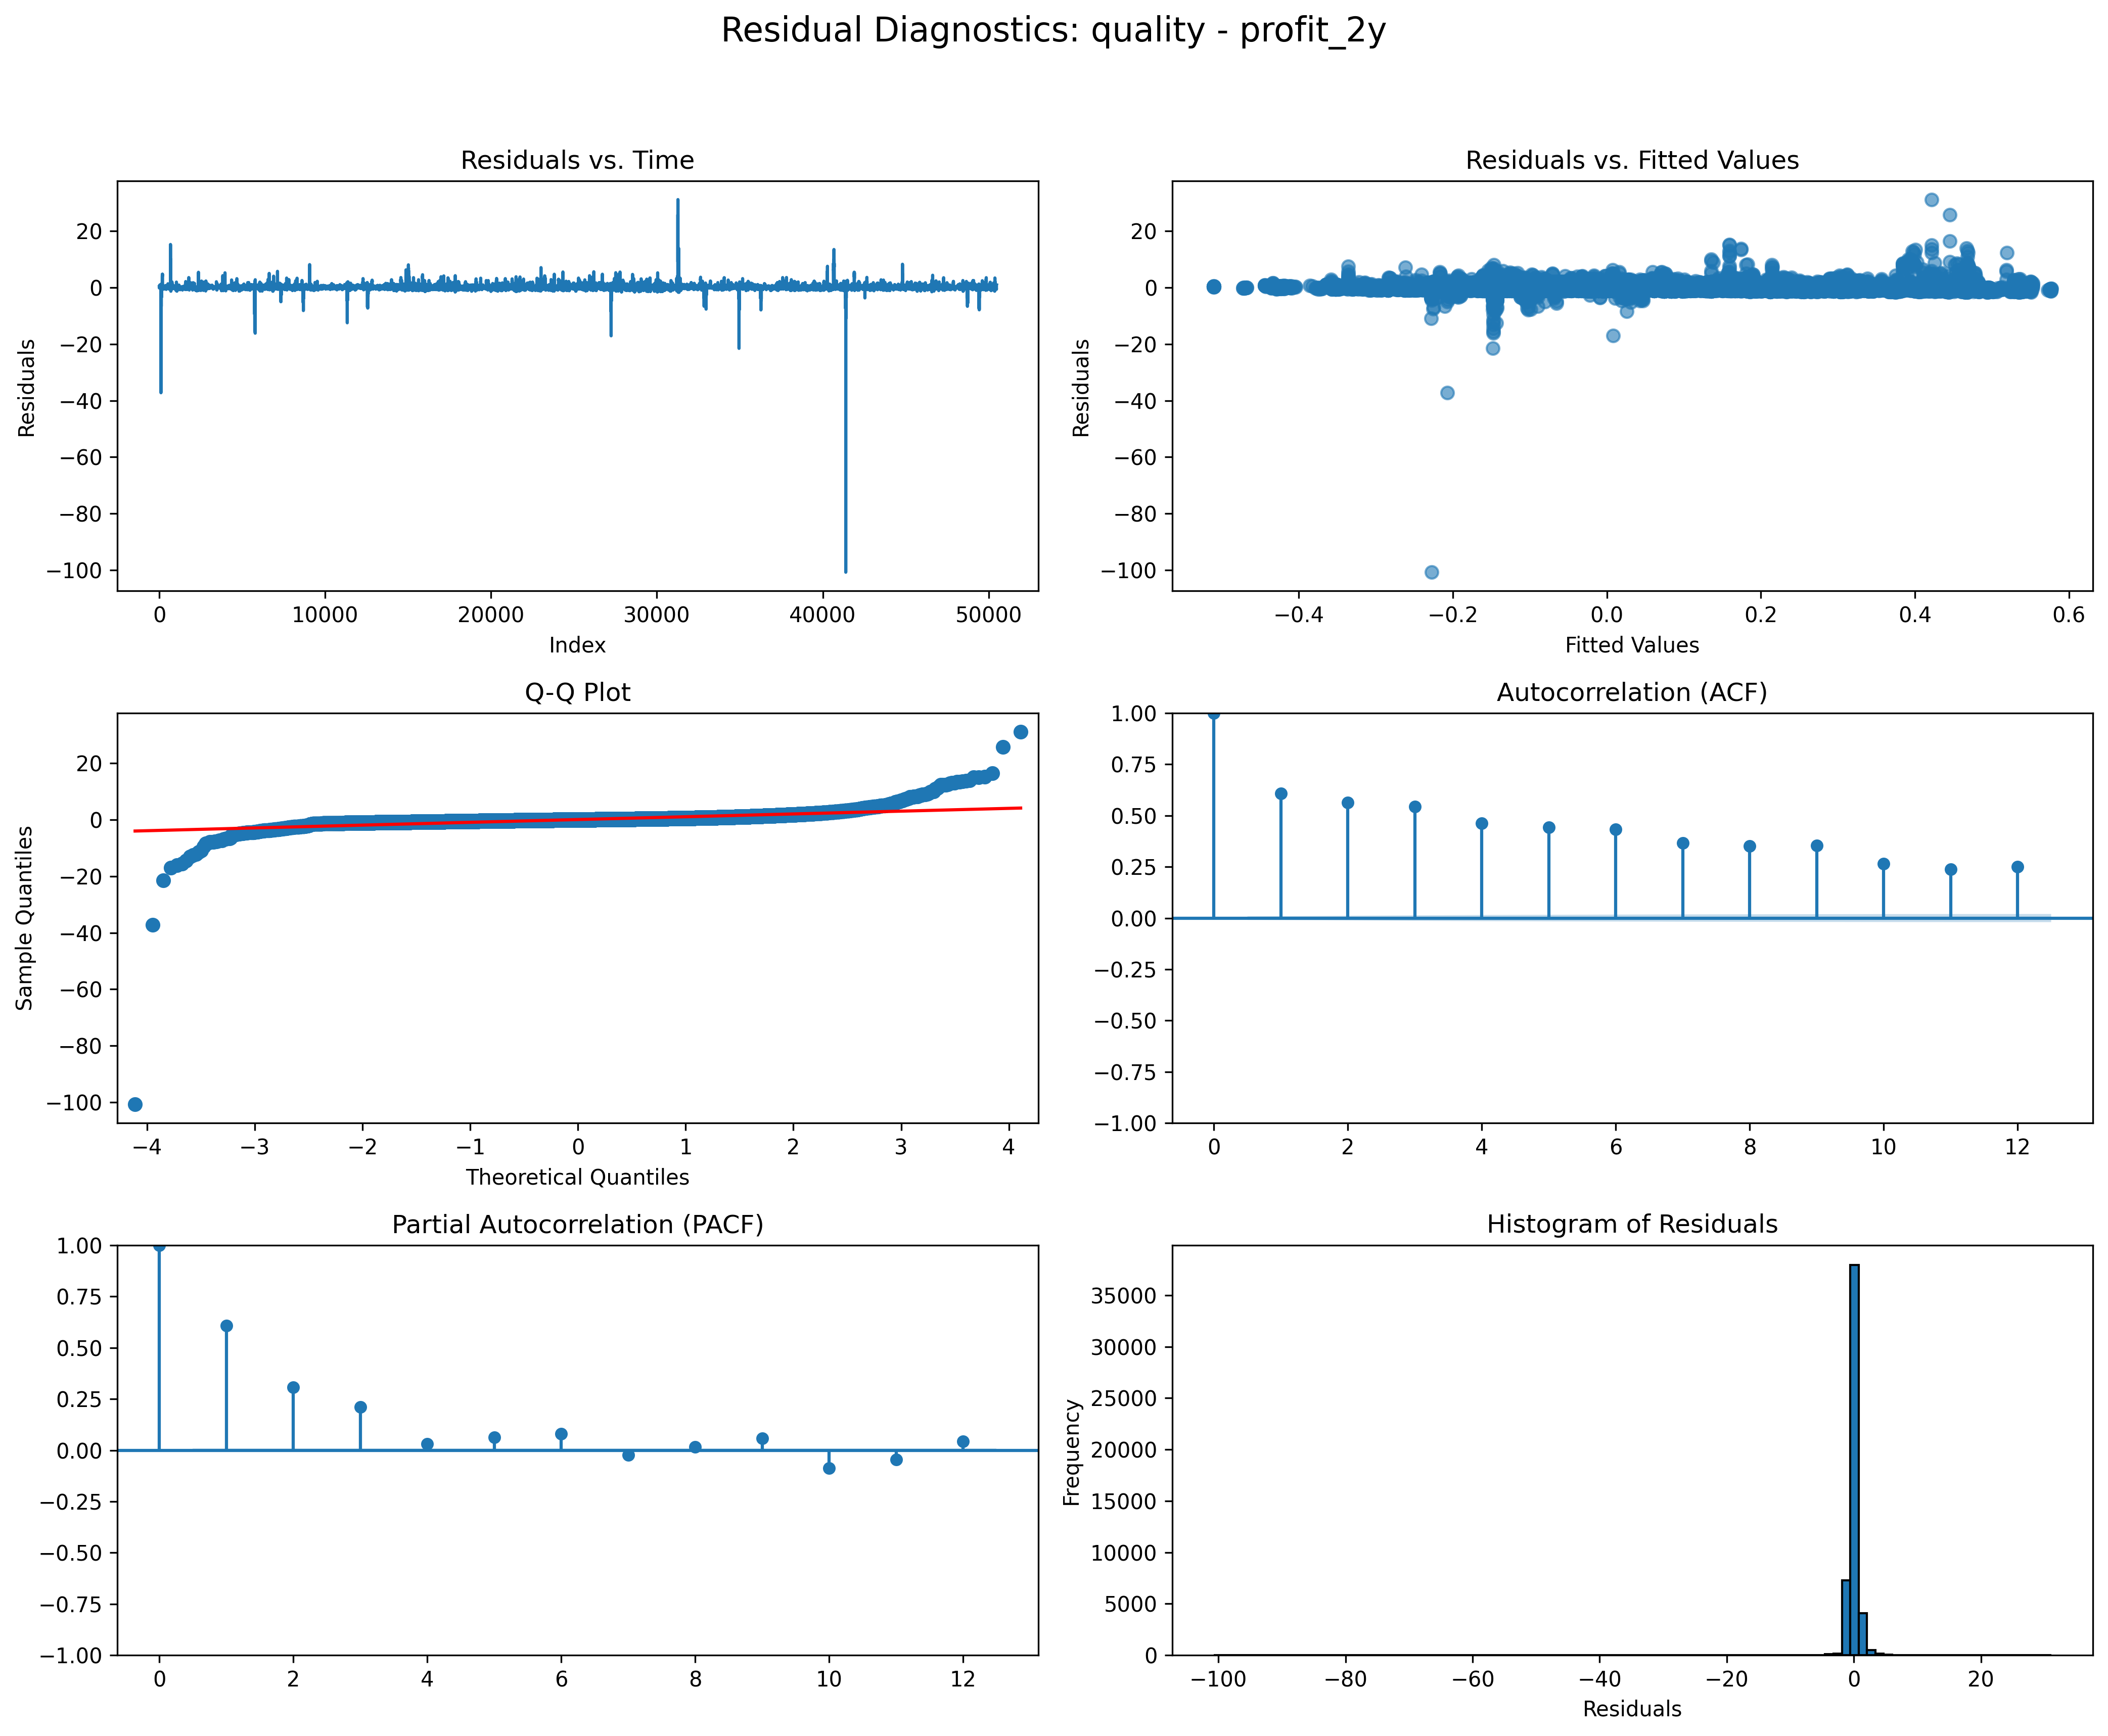 Residual Diagnostics: quality - profit_2y
Residuals vs. Time
20
0
−20
−40
−60
−80
−100
Residuals
0 10000 20000 30000 40000 50000
Index
Residuals vs. Fitted Values
20
0
−20
−40
−60
−80
−100
Residuals
−0.4 −0.2 0.0 0.2 0.4 0.6
Fitted Values
Q-Q Plot
20
0
−20
−40
−60
−80
−100
Sample Quantiles
−4 −3 −2 −1 0 1 2 3 4
Theoretical Quantiles
Autocorrelation (ACF)
1.00
0.75
0.50
0.25
0.00
−0.25
−0.50
−0.75
−1.00
0 2 4 6 8 10 12
Partial Autocorrelation (PACF)
1.00
0.75
0.50
0.25
0.00
−0.25
−0.50
−0.75
−1.00
0 2 4 6 8 10 12
Histogram of Residuals
35000
30000
25000
20000
15000
10000
5000
0
Frequency
−100 −80 −60 −40 −20 0 20
Residuals